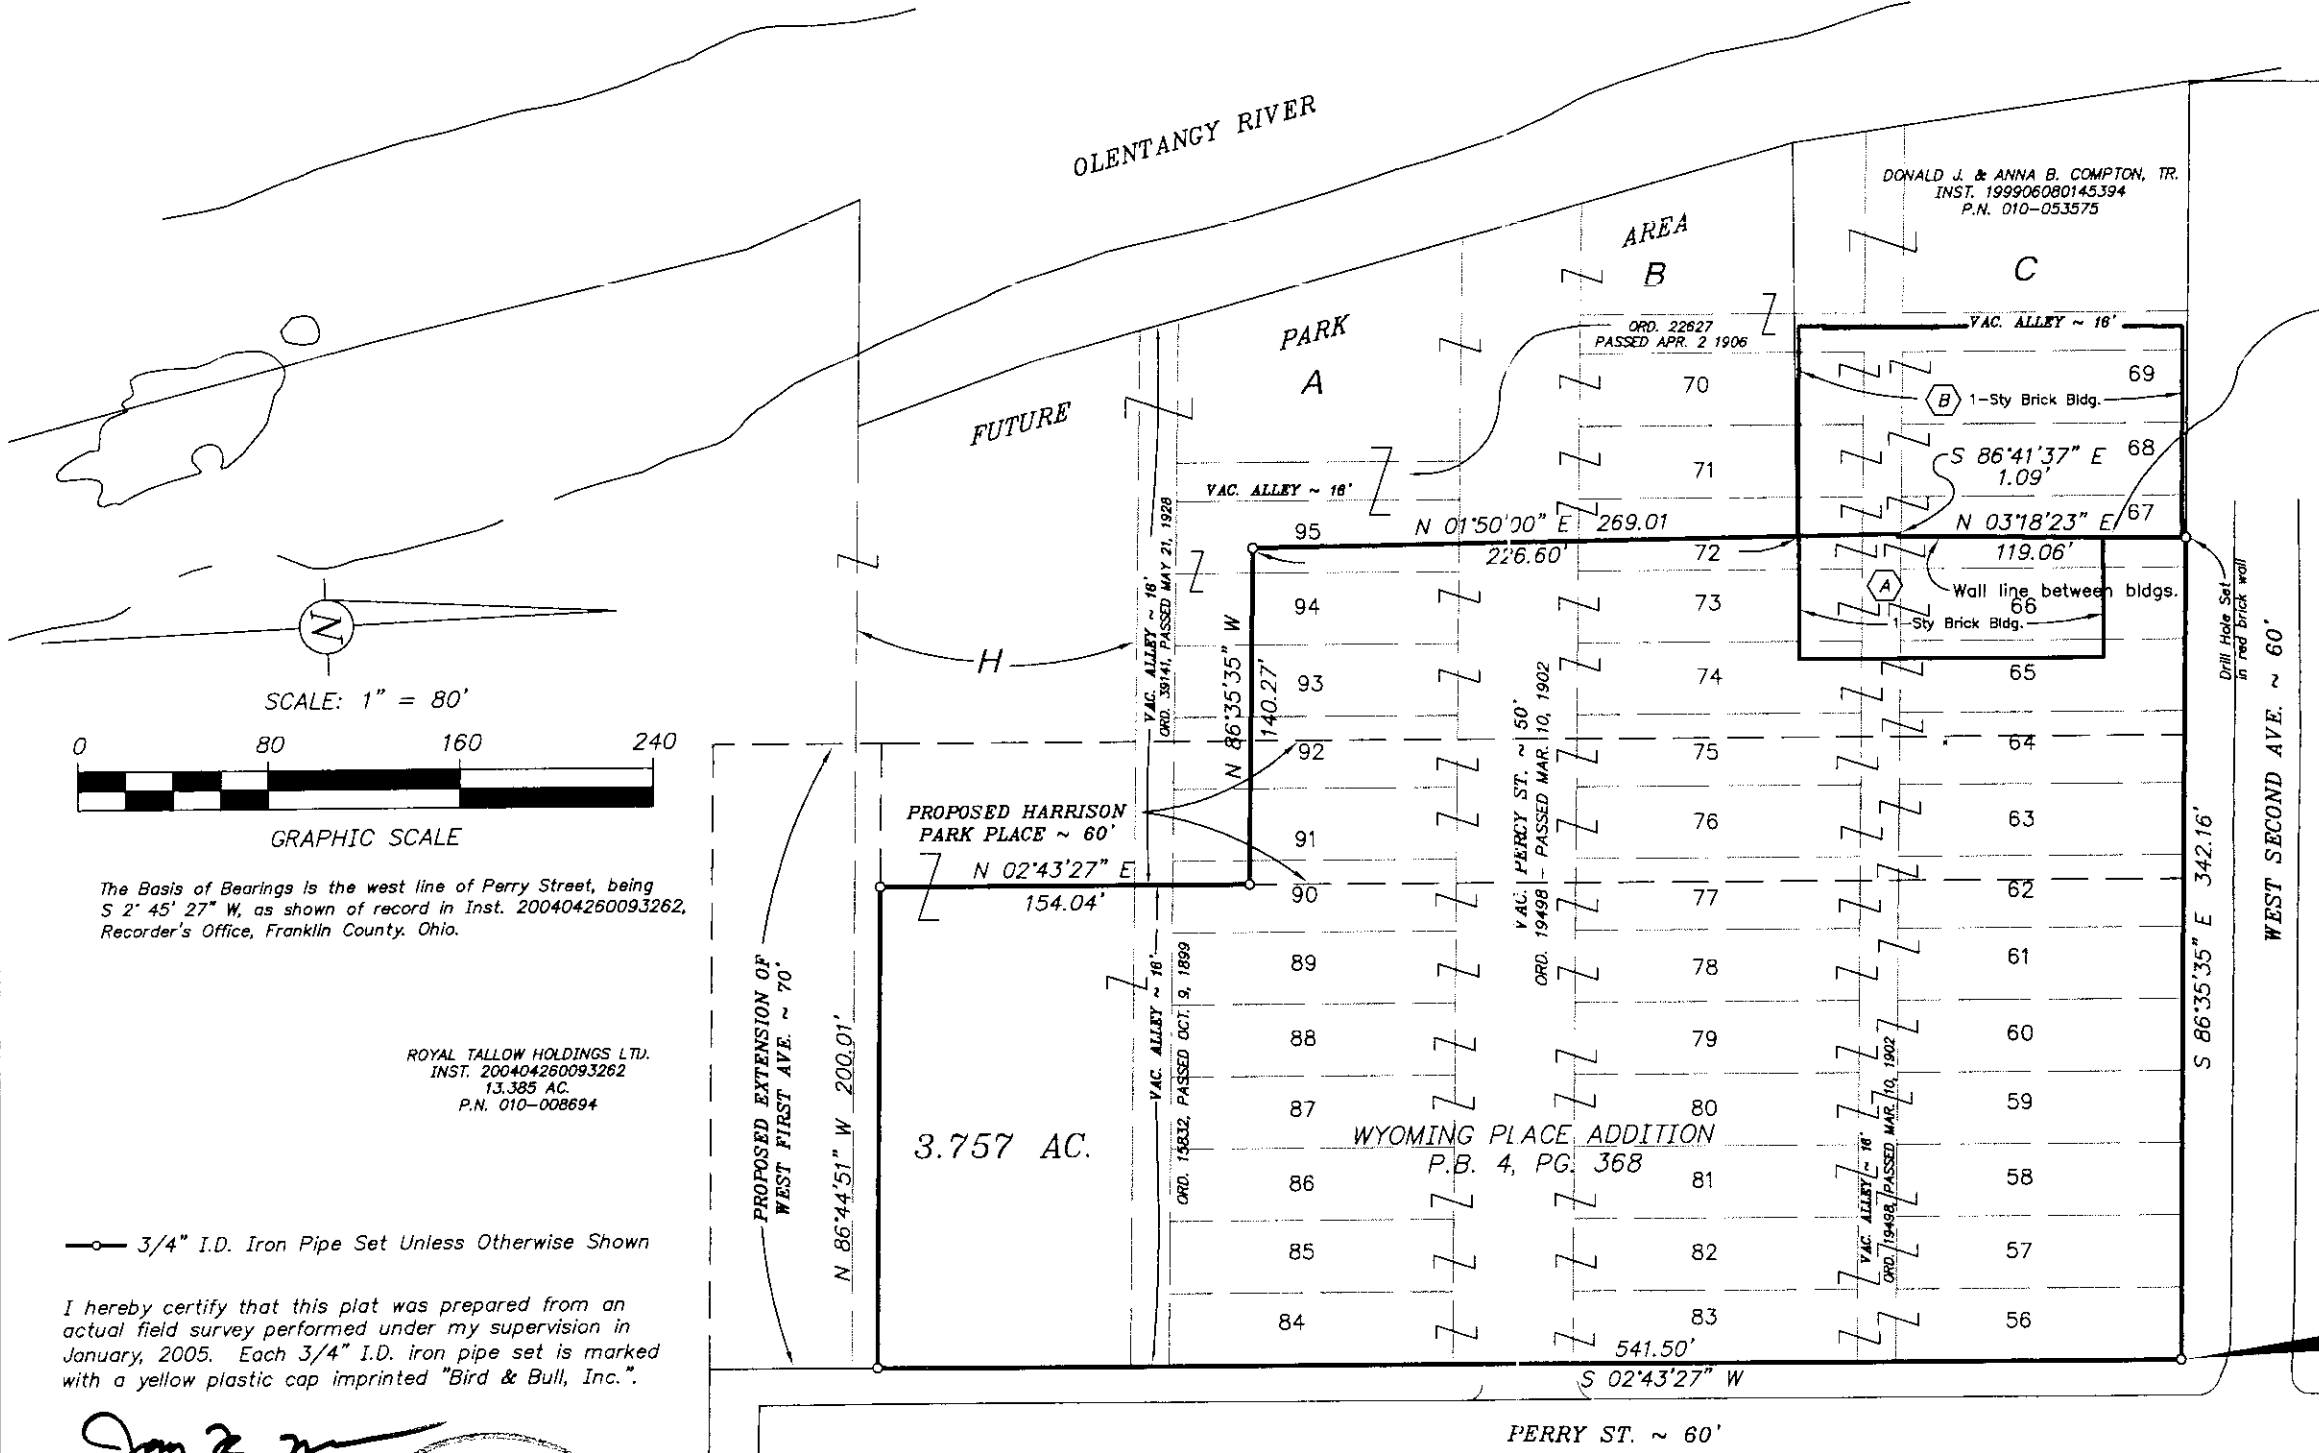 OLENTANGY RIVER
DONALD J. & ANNA B. COMPTON, TR.
INST. 199906080145394
P.N. 010-053575
FUTURE
PARK
AREA
A
B
C
ORD. 22627
PASSED APR. 2 1906
VAC. ALLEY ~ 16'
VAC. ALLEY ~ 16'
69
70
B 1-Sty Brick Bldg.
68
71
S 86°41'37" E
1.09'
67
95
N 01°50'00" E 269.01
226.60'
72
N 03°18'23" E
119.06'
A
Wall line between bldgs.
66
1-Sty Brick Bldg.
94
73
93
74
65
92
75
64
91
76
63
90
77
62
89
78
61
88
79
60
87
80
59
86
81
58
85
82
57
84
83
56
Drill Hole Set
in red brick wall
WEST SECOND AVE. ~ 60'
S 86°35'35" E 342.16'
VAC. ALLEY ~ 16'
ORD. 39141, PASSED MAY 21, 1928
N 86°35'35" W
140.27'
VAC. PERCY ST. ~ 50'
ORD. 19498 - PASSED MAR. 10, 1902
H
N
SCALE: 1" = 80'
0 80 160 240
GRAPHIC SCALE
PROPOSED HARRISON
PARK PLACE ~ 60'
N 02°43'27" E
154.04'
The Basis of Bearings is the west line of Perry Street, being
S 2° 45' 27" W, as shown of record in Inst. 200404260093262,
Recorder's Office, Franklin County. Ohio.
PROPOSED EXTENSION OF
WEST FIRST AVE. ~ 70'
N 86°44'51" W 200.01'
VAC. ALLEY ~ 16'
ORD. 15832, PASSED OCT. 9, 1899
ROYAL TALLOW HOLDINGS LTD.
INST. 200404260093262
13.385 AC.
P.N. 010-008694
3.757 AC.
WYOMING PLACE ADDITION
P.B. 4, PG. 368
VAC. ALLEY ~ 16'
ORD. 19498, PASSED MAR. 10, 1902
3/4" I.D. Iron Pipe Set Unless Otherwise Shown
I hereby certify that this plat was prepared from an
actual field survey performed under my supervision in
January, 2005. Each 3/4" I.D. iron pipe set is marked
with a yellow plastic cap imprinted "Bird & Bull, Inc.".
541.50'
S 02°43'27" W
PERRY ST. ~ 60'